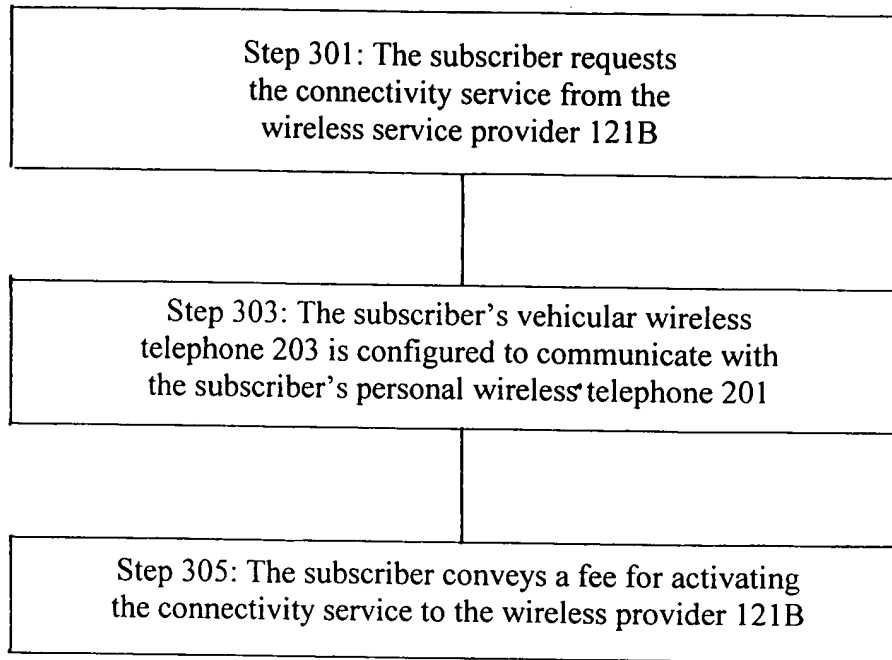 Step 301: The subscriber requests
the connectivity service from the
wireless service provider 121B
Step 303: The subscriber’s vehicular wireless
telephone 203 is configured to communicate with
the subscriber’s personal wireless telephone 201
Step 305: The subscriber conveys a fee for activating
the connectivity service to the wireless provider 121B